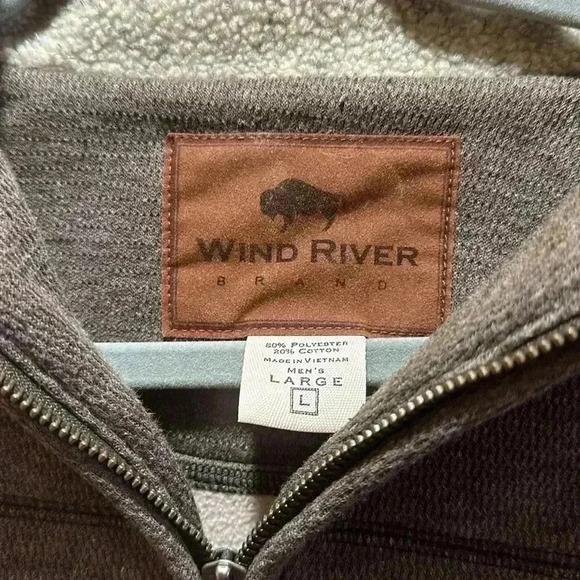 WIND RIVER
BRAND
80% POLYESTER
20% COTTON
MADE IN VIETNAM
MEN'S
LARGE
L